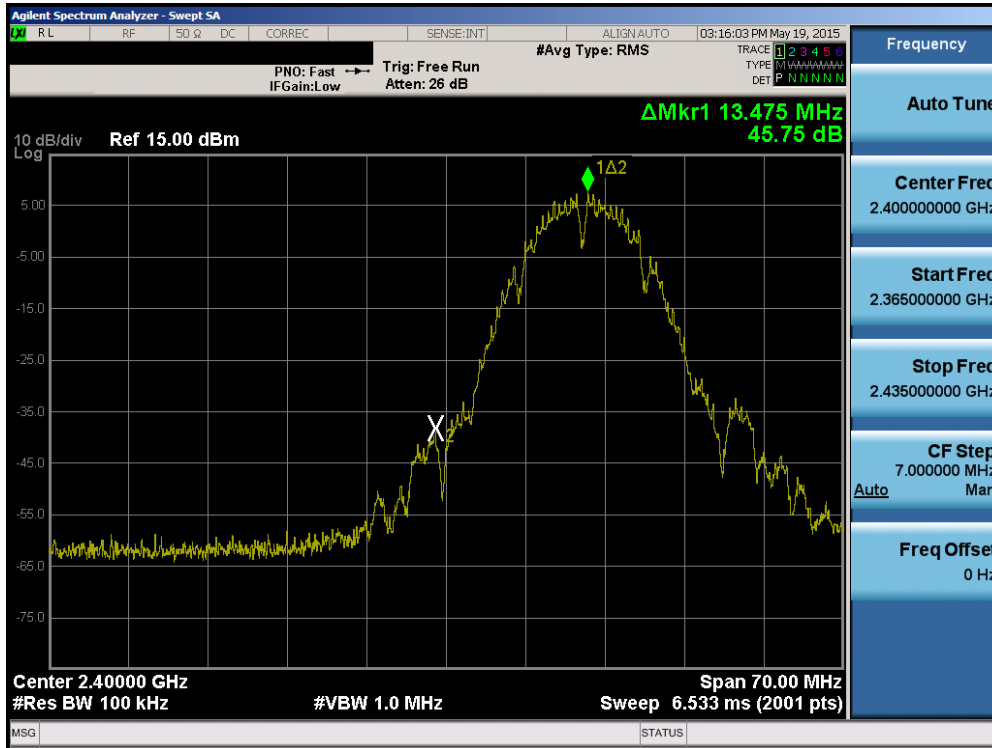 Agilent Spectrum Analyzer - Swept SA
LXI RL RF 50 Ω DC CORREC SENSE:INT ALIGN AUTO 03:16:03 PM May 19, 2015
#Avg Type: RMS
TRACE 1 2 3 4 5 6
TYPE M
DET P N N N N N
PNO: Fast
IFGain:Low
Trig: Free Run
Atten: 26 dB
ΔMkr1 13.475 MHz
45.75 dB
10 dB/div
Log
Ref 15.00 dBm
1Δ2
5.00
-5.00
-15.0
-25.0
-35.0
X2
-45.0
-55.0
-65.0
-75.0
Center 2.40000 GHz
Span 70.00 MHz
#Res BW 100 kHz
#VBW 1.0 MHz
Sweep 6.533 ms (2001 pts)
MSG
STATUS
Frequency
Auto Tune
Center Freq
2.400000000 GHz
Start Freq
2.365000000 GHz
Stop Freq
2.435000000 GHz
CF Step
7.000000 MHz
Auto Man
Freq Offset
0 Hz